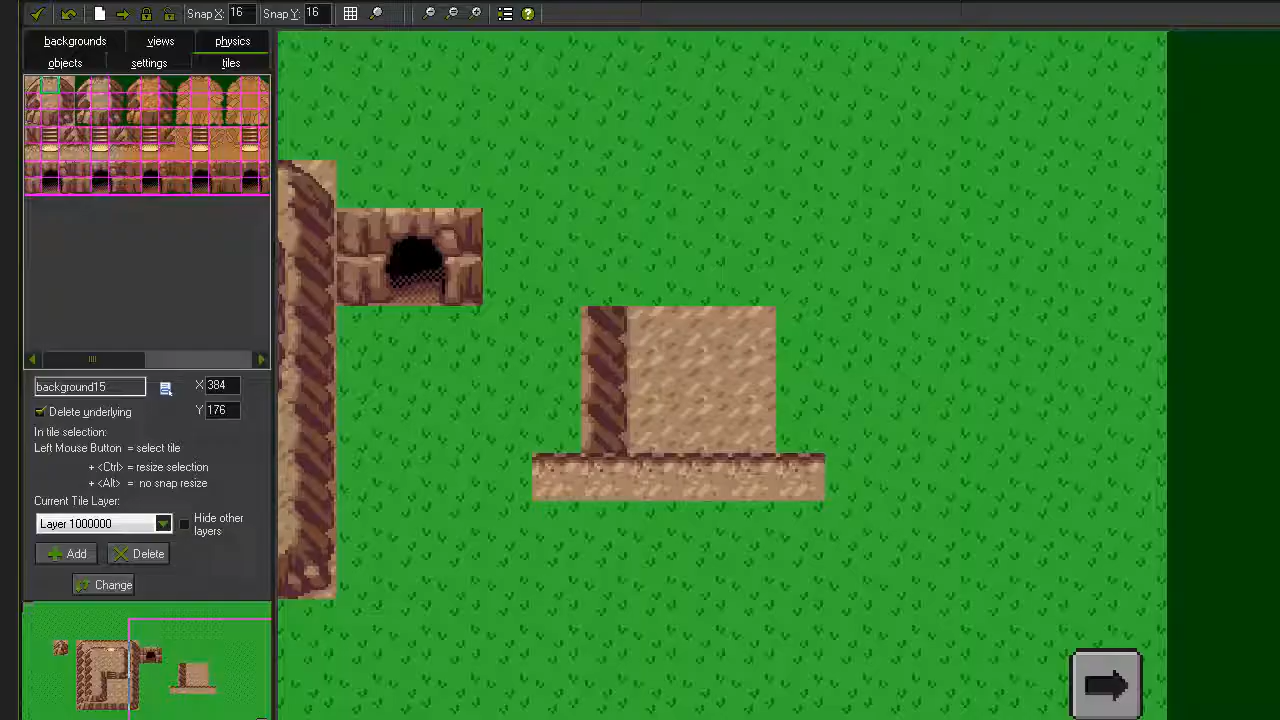 Snap X: 16 Snap Y: 16
backgrounds views physics
objects settings tiles
background15 X 384
Delete underlying Y 176
In tile selection:
Left Mouse Button = select tile
+ <Ctrl> = resize selection
+ <Alt> = no snap resize
Current Tile Layer:
Layer 1000000 Hide other
layers
Add Delete
Change